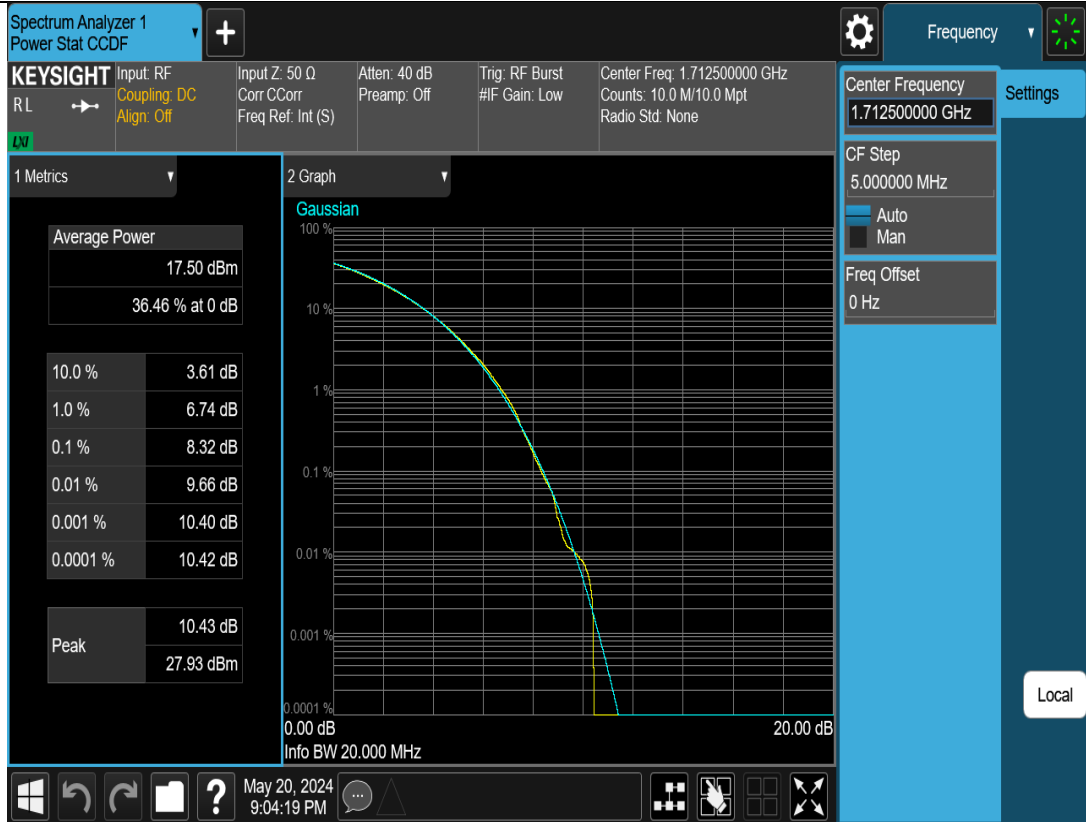 Spectrum Analyzer 1
Power Stat CCDF
+
Frequency
KEYSIGHT
RL
LXI
Input: RF
Coupling: DC
Align: Off
Input Z: 50 Ω
Corr CCorr
Freq Ref: Int (S)
Atten: 40 dB
Preamp: Off
Trig: RF Burst
#IF Gain: Low
Center Freq: 1.712500000 GHz
Counts: 10.0 M/10.0 Mpt
Radio Std: None
Center Frequency
1.712500000 GHz
Settings
CF Step
5.000000 MHz
Auto
Man
Freq Offset
0 Hz
Local
1 Metrics
Average Power
17.50 dBm
36.46 % at 0 dB
10.0 % 3.61 dB
1.0 % 6.74 dB
0.1 % 8.32 dB
0.01 % 9.66 dB
0.001 % 10.40 dB
0.0001 % 10.42 dB
Peak
10.43 dB
27.93 dBm
2 Graph
Gaussian
100 %
10 %
1 %
0.1 %
0.01 %
0.001 %
0.0001 %
0.00 dB 20.00 dB
Info BW 20.000 MHz
?
May 20, 2024
9:04:19 PM